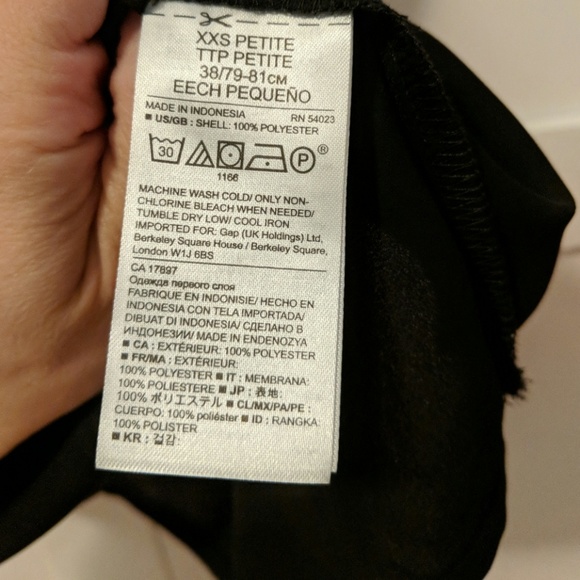 XXS PETITE
TTP PETITE
38/79-81CM
EECH PEQUEÑO
MADE IN INDONESIA RN 54023
■ US/GB : SHELL: 100% POLYESTER
30 P ®
1166
MACHINE WASH COLD/ ONLY NON-
CHLORINE BLEACH WHEN NEEDED/
TUMBLE DRY LOW/ COOL IRON
IMPORTED FOR: Gap (UK Holdings) Ltd,
Berkeley Square House / Berkeley Square,
London W1J 6BS
CA 17897
Одежда первого слоя
FABRIQUE EN INDONISIE/ HECHO EN
INDONESIA CON TELA IMPORTADA/
DIBUAT DI INDONESIA/ СДЕЛАНО В
ИНДОНЕЗИИ/ MADE IN ENDENOZYA
■ CA : EXTÉRIEUR: 100% POLYESTER
■ FR/MA : EXTÉRIEUR:
100% POLYESTER ■ IT : MEMBRANA:
100% POLIESTERE ■ JP : 表地:
100% ポリエステル ■ CL/MX/PA/PE :
CUERPO: 100% poliéster ■ ID : RANGKA:
100% POLISTER
■ KR : 겉감: